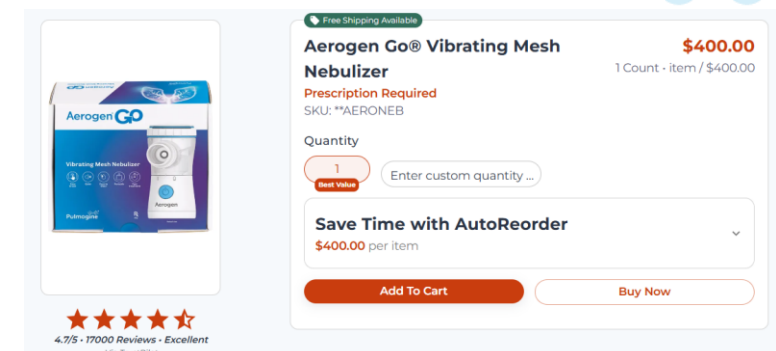 Free Shipping Available
Aerogen Go® Vibrating Mesh
Nebulizer
$400.00
1 Count • item / $400.00
Prescription Required
SKU: **AERONEB
Quantity
1
Best Value
Enter custom quantity ...
Save Time with AutoReorder
$400.00 per item
Add To Cart
Buy Now
Aerogen GO
Vibrating Mesh Nebulizer
Pulmogine
Aerogen
4.7/5 • 17000 Reviews • Excellent